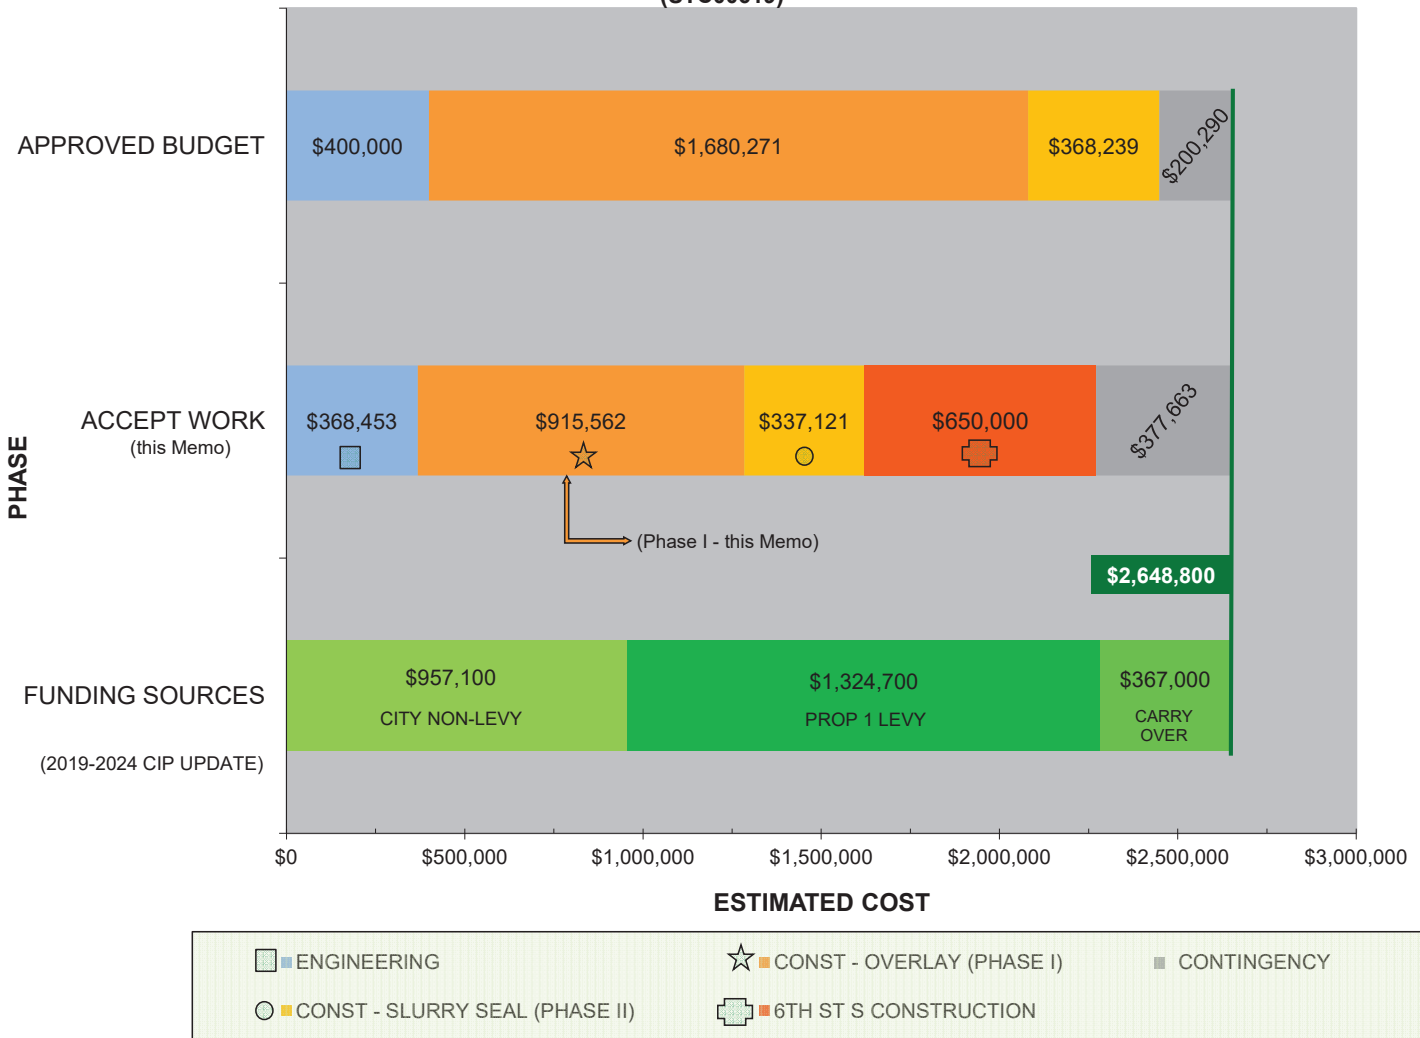 APPROVED BUDGET
$400,000
$1,680,271
$368,239
$200,290
PHASE
ACCEPT WORK
(this Memo)
$368,453
$915,562
$337,121
$650,000
$377,663
(Phase I - this Memo)
$2,648,800
FUNDING SOURCES
(2019-2024 CIP UPDATE)
$957,100
CITY NON-LEVY
$1,324,700
PROP 1 LEVY
$367,000
CARRY
OVER
$0
$500,000
$1,000,000
$1,500,000
$2,000,000
$2,500,000
$3,000,000
ESTIMATED COST
ENGINEERING
CONST - OVERLAY (PHASE I)
CONTINGENCY
CONST - SLURRY SEAL (PHASE II)
6TH ST S CONSTRUCTION